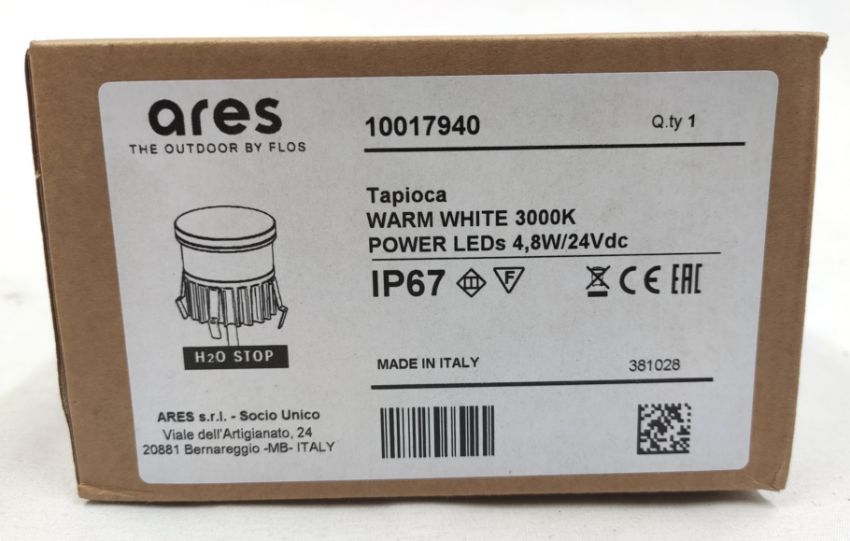 ares
THE OUTDOOR BY FLOS
10017940
Q.ty 1
Tapioca
WARM WHITE 3000K
POWER LEDs 4,8W/24Vdc
IP67 III F CE EAC
H2O STOP
MADE IN ITALY
381028
ARES s.r.l. - Socio Unico
Viale dell'Artigianato, 24
20881 Bernareggio -MB- ITALY